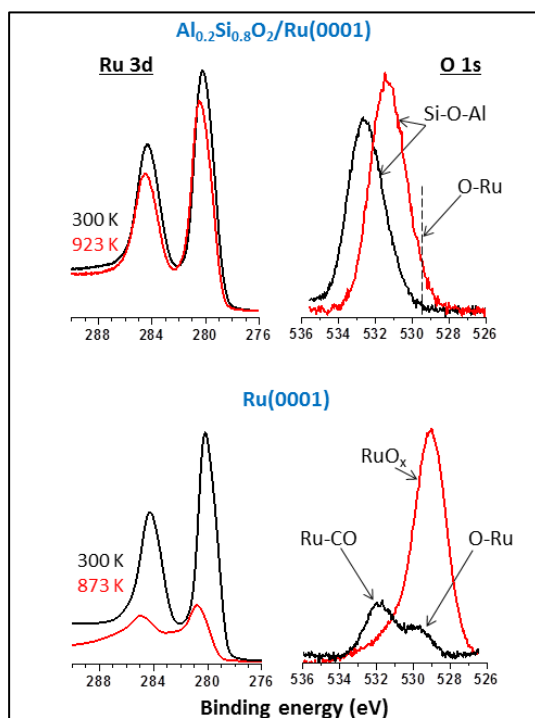 Al₀.₂Si₀.₈O₂/Ru(0001)
Ru 3d
O 1s
Si-O-Al
O-Ru
300 K
923 K
288 284 280 276
536 534 532 530 528 526
Ru(0001)
RuOₓ
Ru-CO
O-Ru
300 K
873 K
288 284 280 276
536 534 532 530 528 526
Binding energy (eV)